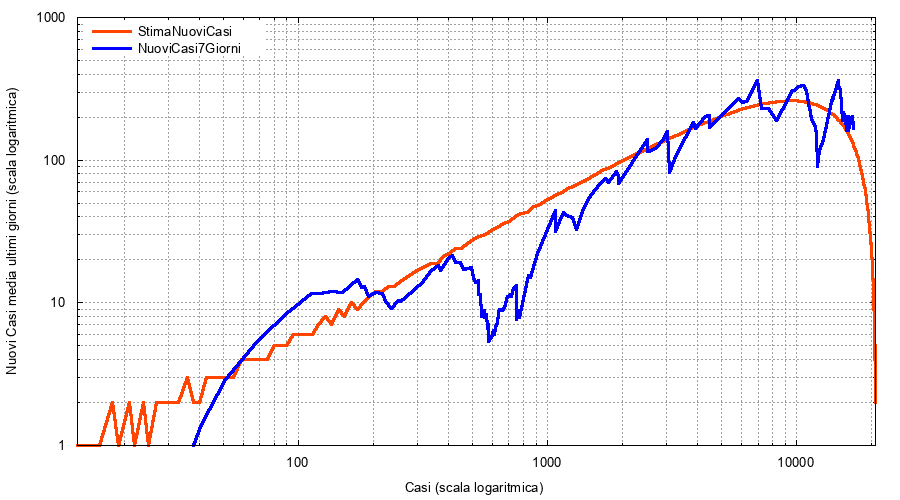 1000
StimaNuoviCasi
NuoviCasi7Giorni
100
10
1
Nuovi Casi media ultimi giorni (scala logaritmica)
100
1000
10000
Casi (scala logaritmica)